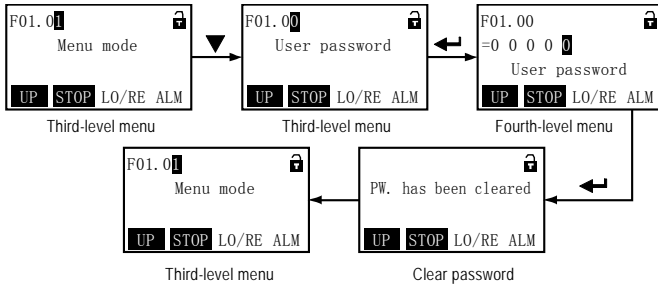 F01.01
Menu mode
UP STOP LO/RE ALM
Third-level menu
F01.00
User password
UP STOP LO/RE ALM
Third-level menu
F01.00
=0 0 0 0 0
User password
UP STOP LO/RE ALM
Fourth-level menu
F01.01
Menu mode
UP STOP LO/RE ALM
Third-level menu
PW. has been cleared
UP STOP LO/RE ALM
Clear password